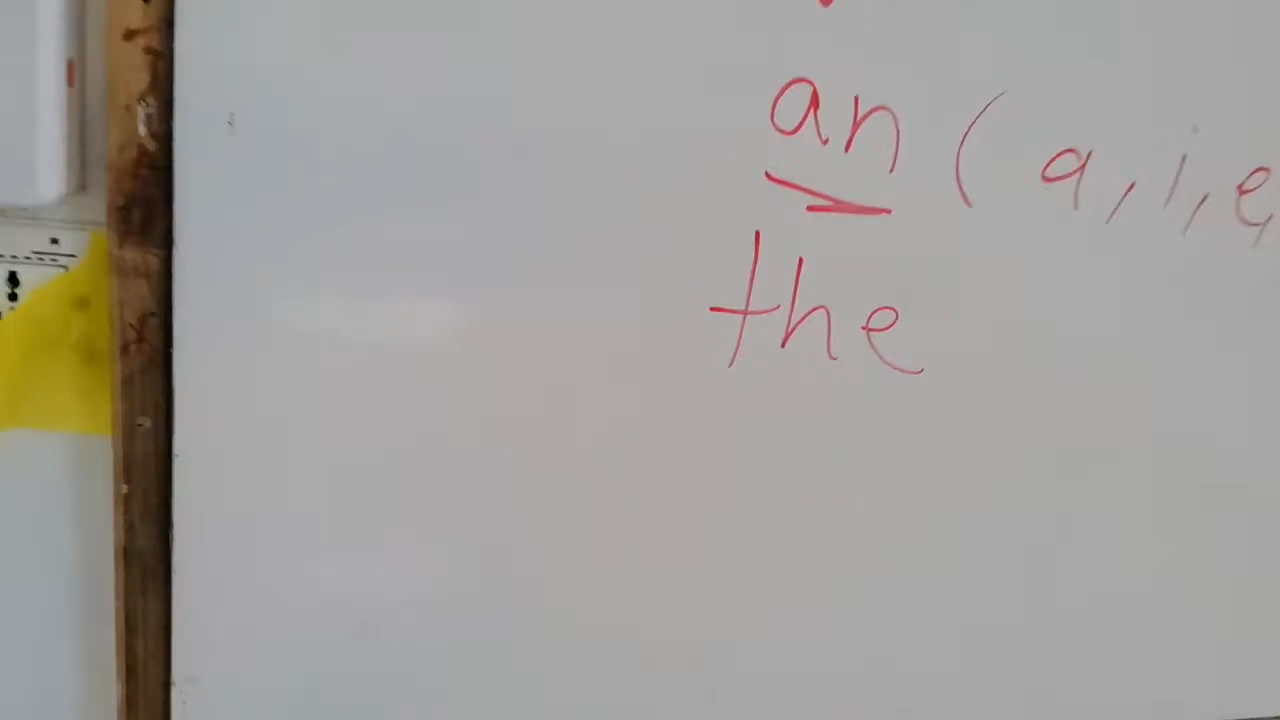 an ( a, i, e,
the